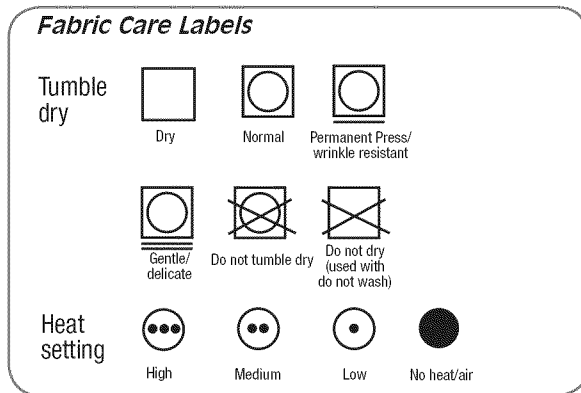 Fabric Care Labels
Tumble
dry
Dry
Normal
Permanent Press/
wrinkle resistant
Gentle/
delicate
Do not tumble dry
Do not dry
(used with
do not wash)
Heat
setting
High
Medium
Low
No heat/air